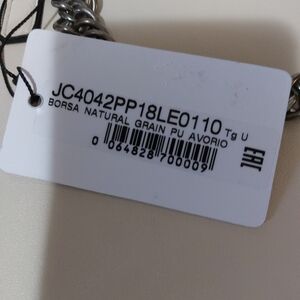 JC4042PP18LE0110 Tg U
BORSA NATURAL GRAIN PU AVORIO
0 064828 700009
EAC